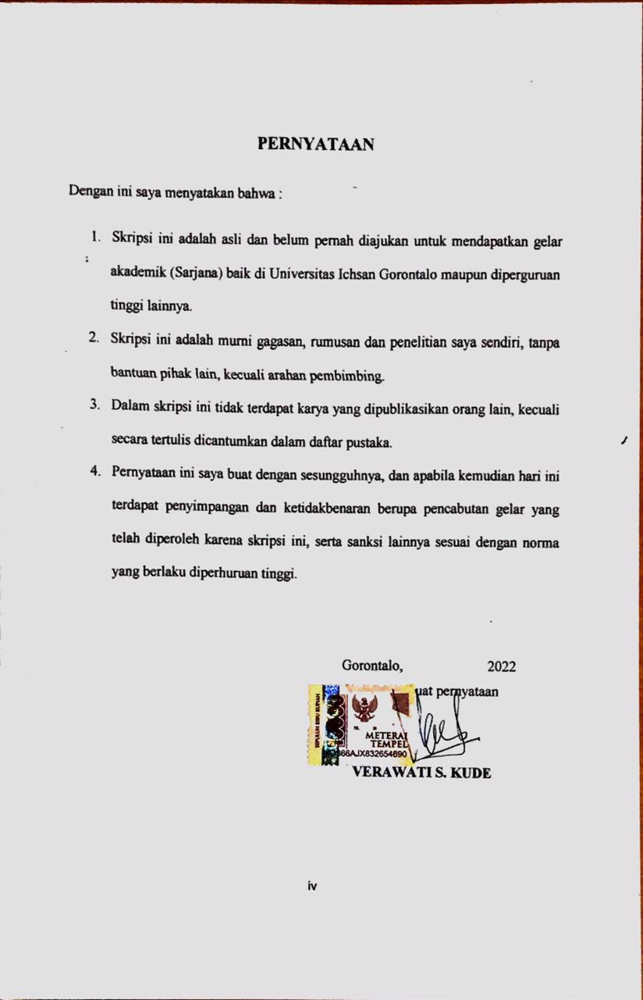 PERNYATAAN
Dengan ini saya menyatakan bahwa :
1. Skripsi ini adalah asli dan belum pernah diajukan untuk mendapatkan gelar
akademik (Sarjana) baik di Universitas Ichsan Gorontalo maupun diperguruan
tinggi lainnya.
2. Skripsi ini adalah murni gagasan, rumusan dan penelitian saya sendiri, tanpa
bantuan pihak lain, kecuali arahan pembimbing.
3. Dalam skripsi ini tidak terdapat karya yang dipublikasikan orang lain, kecuali
secara tertulis dicantumkan dalam daftar pustaka.
4. Pernyataan ini saya buat dengan sesungguhnya, dan apabila kemudian hari ini
terdapat penyimpangan dan ketidakbenaran berupa pencabutan gelar yang
telah diperoleh karena skripsi ini, serta sanksi lainnya sesuai dengan norma
yang berlaku diperhuruan tinggi.
Gorontalo, 2022
uat pernyataan
SEPULUH RIBU RUPIAH
METERAI
TEMPEL
66AJX832654690
VERAWATI S. KUDE
iv